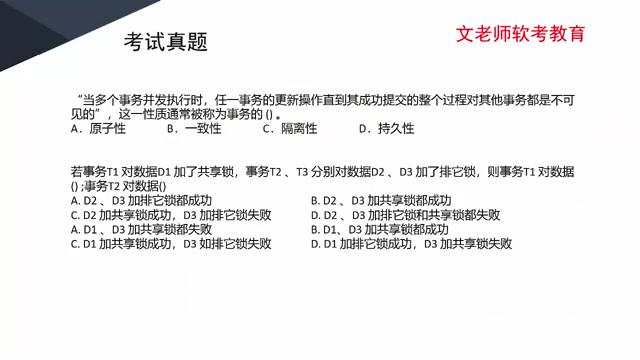 考试真题
文老师软考教育
“当多个事务并发执行时，任一事务的更新操作直到其成功提交的整个过程对其他事务都是不可
见的”，这一性质通常被称为事务的 () 。
A．原子性 B．一致性 C．隔离性 D．持久性
若事务T1 对数据D1 加了共享锁，事务T2 、T3 分别对数据D2 、D3 加了排它锁，则事务T1 对数据
() ;事务T2 对数据()
A. D2 、D3 加排它锁都成功 B. D2 、D3 加共享锁都成功
C. D2 加共享锁成功，D3 加排它锁失败 D. D2 、D3 加排它锁和共享锁都失败
A. D1 、D3 加共享锁都失败 B. D1、D3 加共享锁都成功
C. D1 加共享锁成功，D3 如排它锁失败 D. D1 加排它锁成功，D3 加共享锁失败